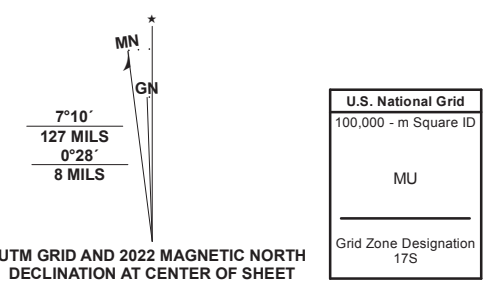 ★
MN
GN
7°10´
127 MILS
0°28´
8 MILS
UTM GRID AND 2022 MAGNETIC NORTH
DECLINATION AT CENTER OF SHEET
U.S. National Grid
100,000 - m Square ID
MU
Grid Zone Designation
17S